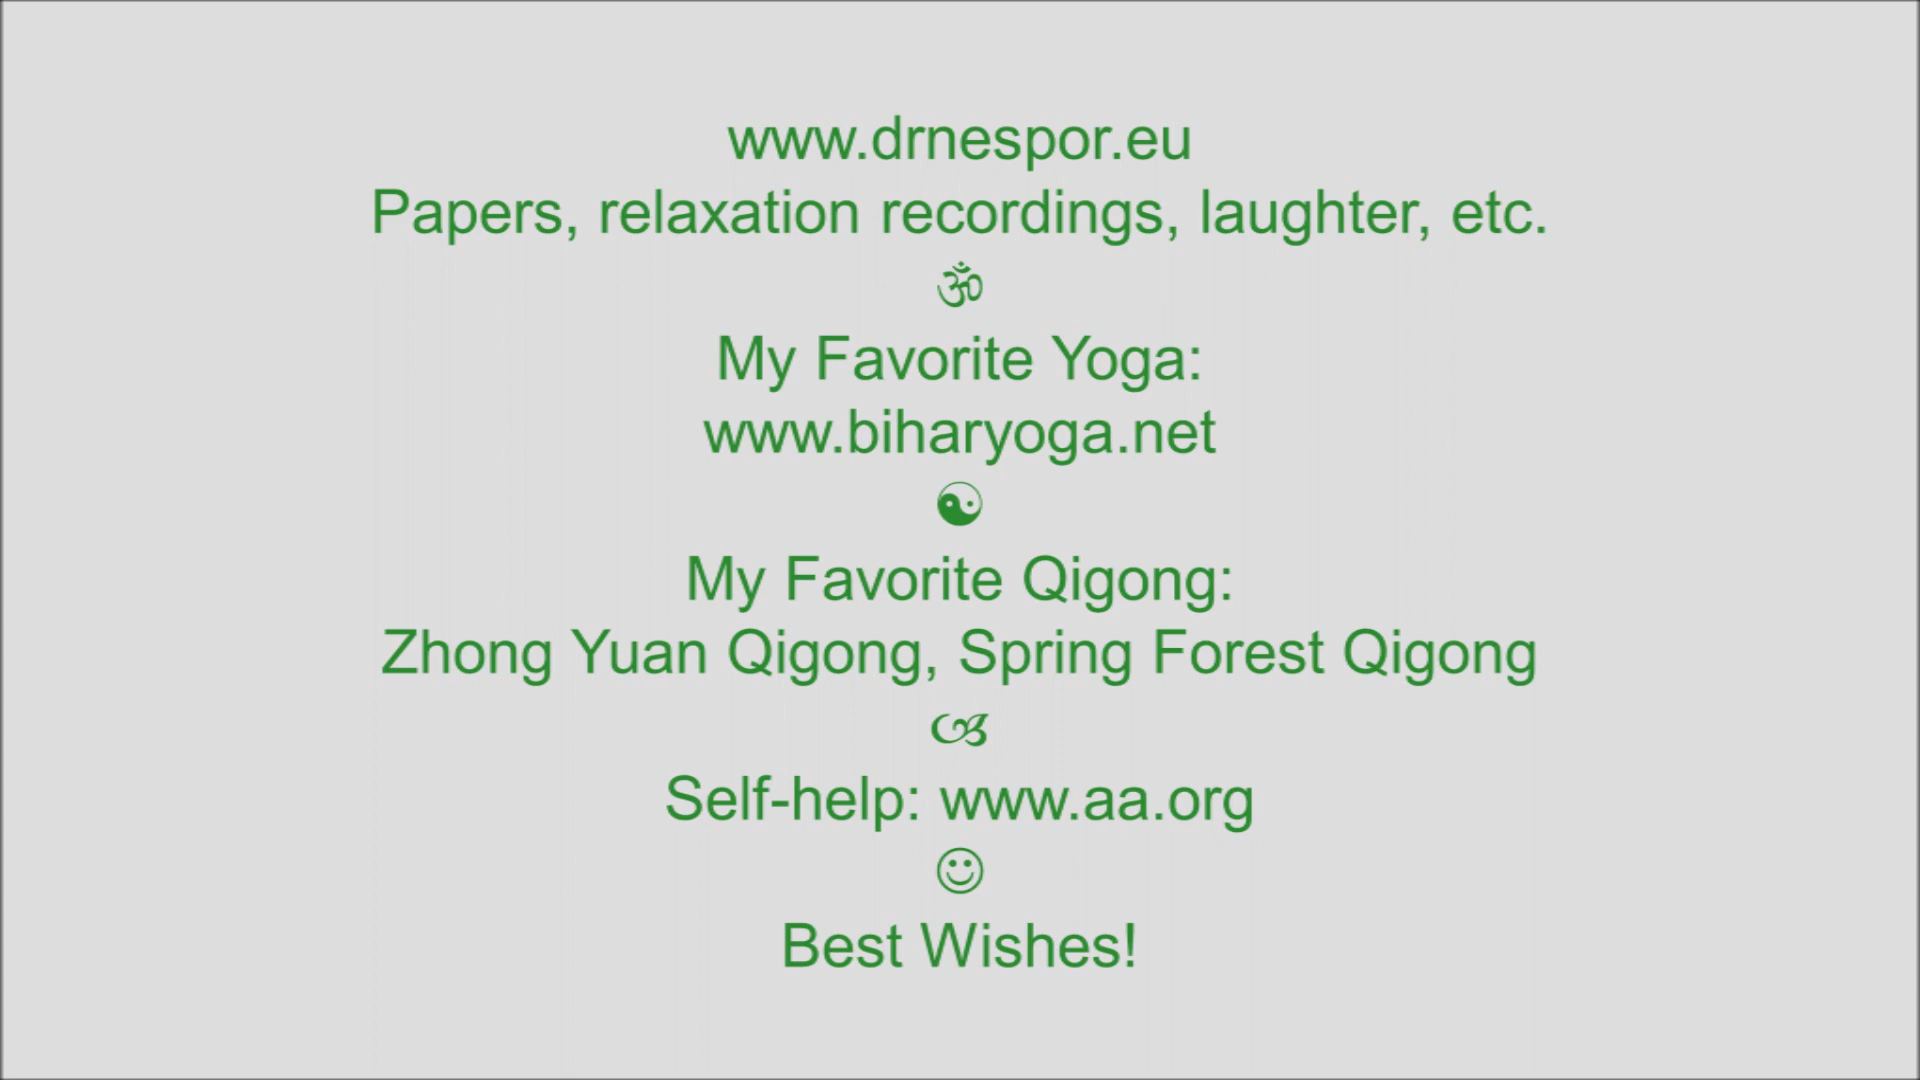 www.drnespor.eu
Papers, relaxation recordings, laughter, etc.
ॐ
My Favorite Yoga:
www.biharyoga.net
☯
My Favorite Qigong:
Zhong Yuan Qigong, Spring Forest Qigong
🙘
Self-help: www.aa.org
☺
Best Wishes!